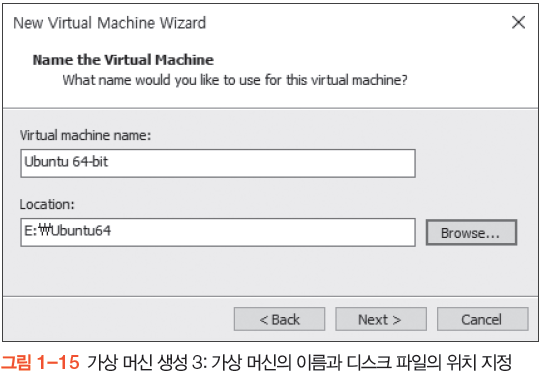 New Virtual Machine Wizard
Name the Virtual Machine
What name would you like to use for this virtual machine?
Virtual machine name:
Ubuntu 64-bit
Location:
E:₩Ubuntu64
Browse...
< Back
Next >
Cancel
그림 1-15 가상 머신 생성 3: 가상 머신의 이름과 디스크 파일의 위치 지정